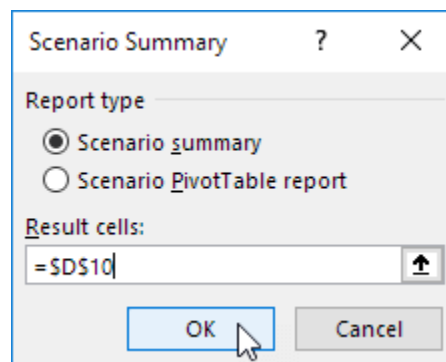 Scenario Summary ?
Report type
Scenario summary
Scenario PivotTable report
Result cells:
=$D$10
OK Cancel